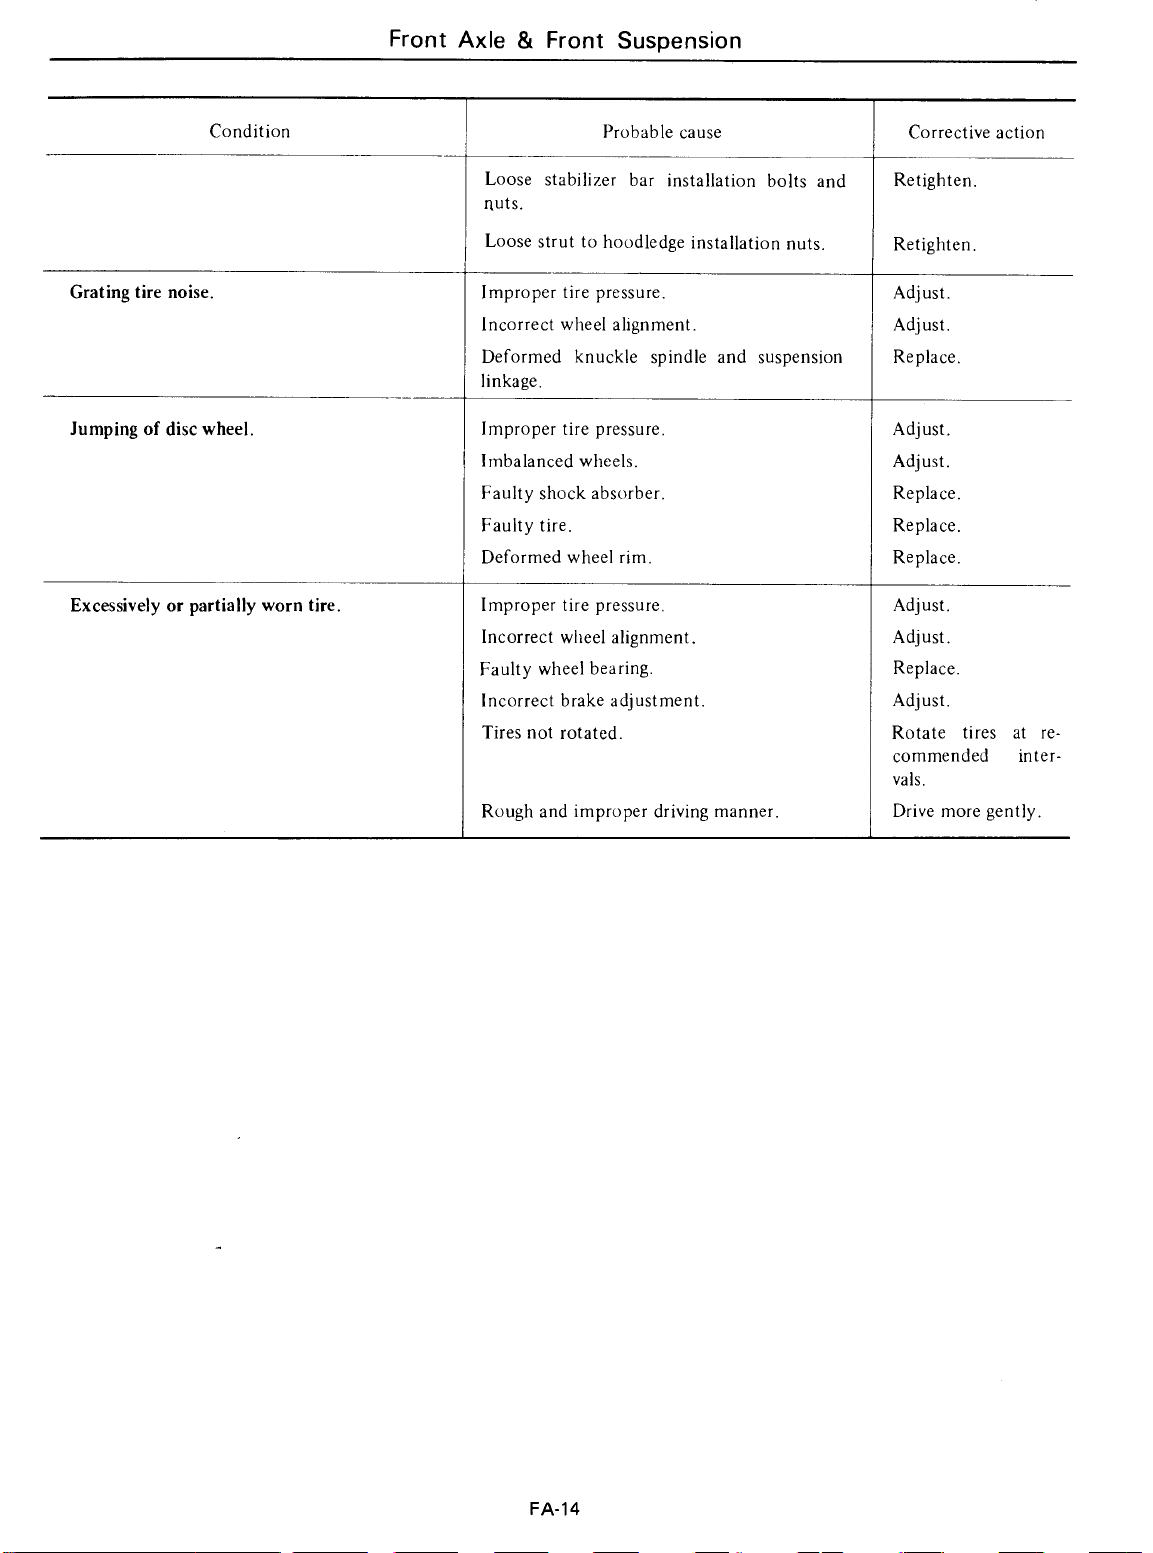 Front Axle & Front Suspension
Condition Probable cause Corrective action
Loose stabilizer bar installation bolts and Retighten.
nuts.
Loose strut to hoodledge installation nuts. Retighten.
Grating tire noise. Improper tire pressure. Adjust.
Incorrect wheel alignment. Adjust.
Deformed knuckle spindle and suspension Replace.
linkage.
Jumping of disc wheel. Improper tire pressure. Adjust.
Imbalanced wheels. Adjust.
Faulty shock absorber. Replace.
Faulty tire. Replace.
Deformed wheel rim. Replace.
Excessively or partially worn tire. Improper tire pressure. Adjust.
Incorrect wheel alignment. Adjust.
Faulty wheel bearing. Replace.
Incorrect brake adjustment. Adjust.
Tires not rotated. Rotate tires at re-
commended inter-
vals.
Rough and improper driving manner. Drive more gently.
FA-14